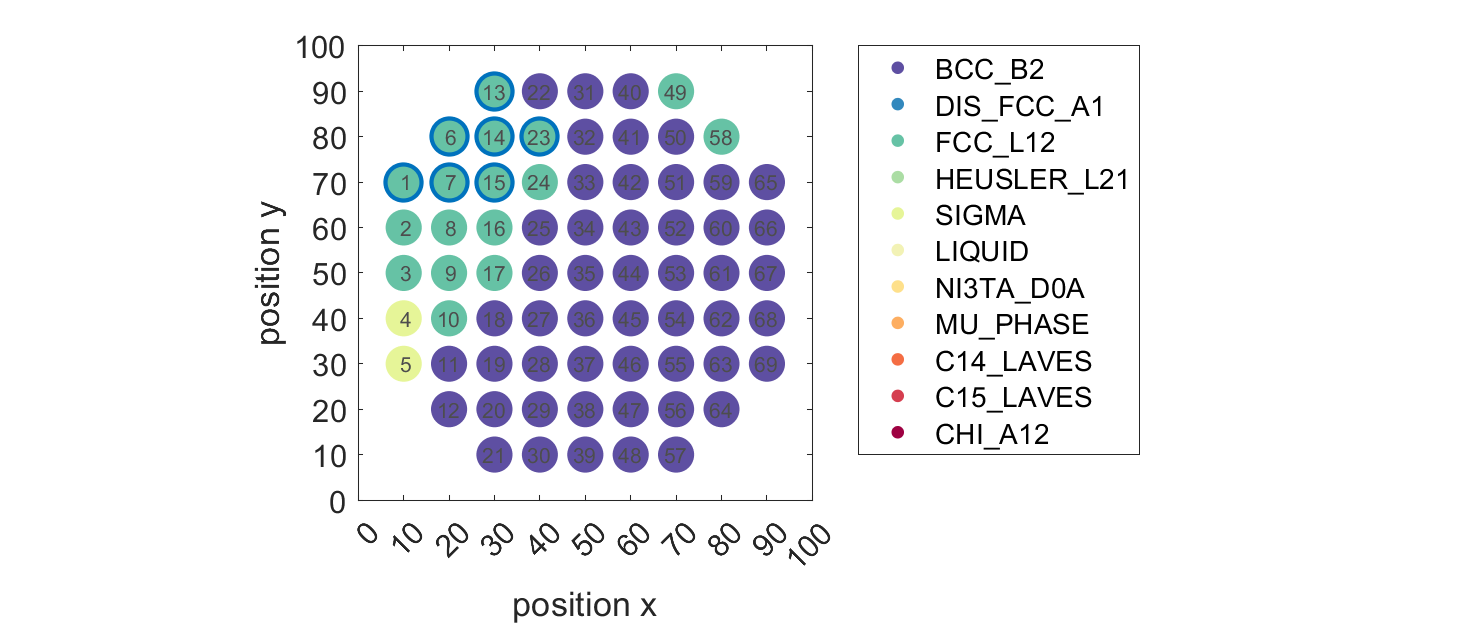 100
90
80
70
60
50
40
30
20
10
0
position y
13 22 31 40 49
6 14 23 32 41 50 58
1 7 15 24 33 42 51 59 65
2 8 16 25 34 43 52 60 66
3 9 17 26 35 44 53 61 67
4 10 18 27 36 45 54 62 68
5 11 19 28 37 46 55 63 69
12 20 29 38 47 56 64
21 30 39 48 57
0 10 20 30 40 50 60 70 80 90 100
position x
BCC_B2
DIS_FCC_A1
FCC_L12
HEUSLER_L21
SIGMA
LIQUID
NI3TA_D0A
MU_PHASE
C14_LAVES
C15_LAVES
CHI_A12